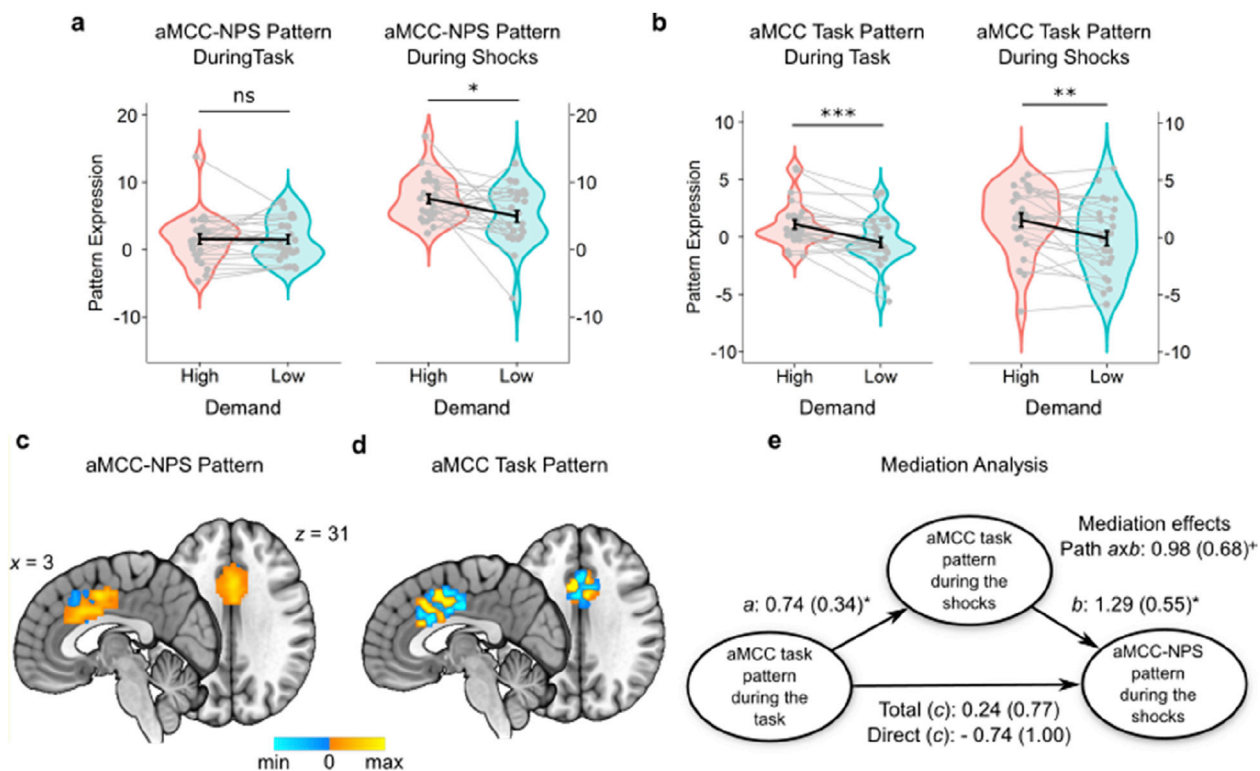 a
aMCC-NPS Pattern
DuringTask
aMCC-NPS Pattern
During Shocks
ns
*
Pattern Expression
20
10
0
-10
20
10
0
-10
High
Low
High
Low
Demand
Demand
b
aMCC Task Pattern
During Task
aMCC Task Pattern
During Shocks
***
**
Pattern Expression
10
5
0
-5
-10
10
5
0
-5
-10
High
Low
High
Low
Demand
Demand
c
aMCC-NPS Pattern
x = 3
z = 31
d
aMCC Task Pattern
min
0
max
e
Mediation Analysis
aMCC task
pattern
during the
shocks
Mediation effects
Path axb: 0.98 (0.68)+
a: 0.74 (0.34)*
b: 1.29 (0.55)*
aMCC task
pattern
during the
task
aMCC-NPS
pattern
during the
shocks
Total (c): 0.24 (0.77)
Direct (c): - 0.74 (1.00)